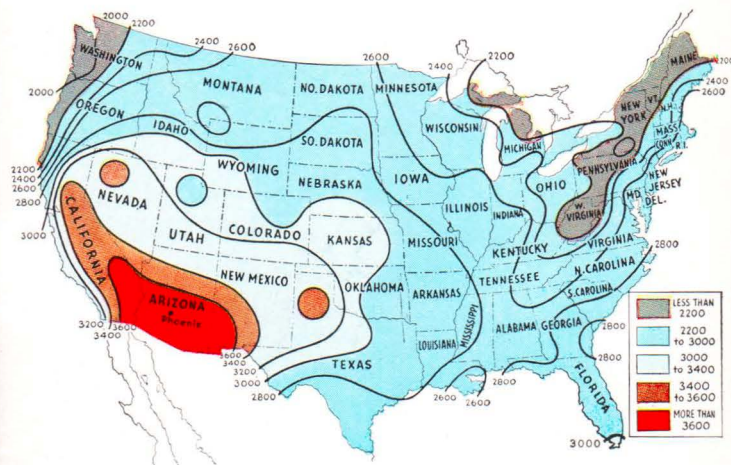 2000
2200
WASHINGTON
2400
2600
2000
OREGON
IDAHO
MONTANA
NO. DAKOTA
MINNESOTA
2600
2200
2400
WISCONSIN
MICHIGAN
MAINE
VT.
N.H.
NEW
YORK
2400
2600
MASS
CONN.
R.I.
PENNSYLVANIA
NEW
JERSEY
DEL.
MD.
SO. DAKOTA
WYOMING
NEBRASKA
IOWA
ILLINOIS
INDIANA
OHIO
W.
VIRGINIA
2200
2400
2600
2800
3000
NEVADA
CALIFORNIA
UTAH
COLORADO
KANSAS
MISSOURI
KENTUCKY
VIRGINIA
2800
TENNESSEE
N. CAROLINA
S. CAROLINA
NEW MEXICO
OKLAHOMA
ARKANSAS
ARIZONA
Phoenix
MISSISSIPPI
ALABAMA
GEORGIA
3200
3400
3600
3600
3400
3200
3000
2800
TEXAS
LOUISIANA
2600
2600
2800
2800
2800
FLORIDA
3000
LESS THAN
2200
2200
to 3000
3000
to 3400
3400
to 3600
MORE THAN
3600